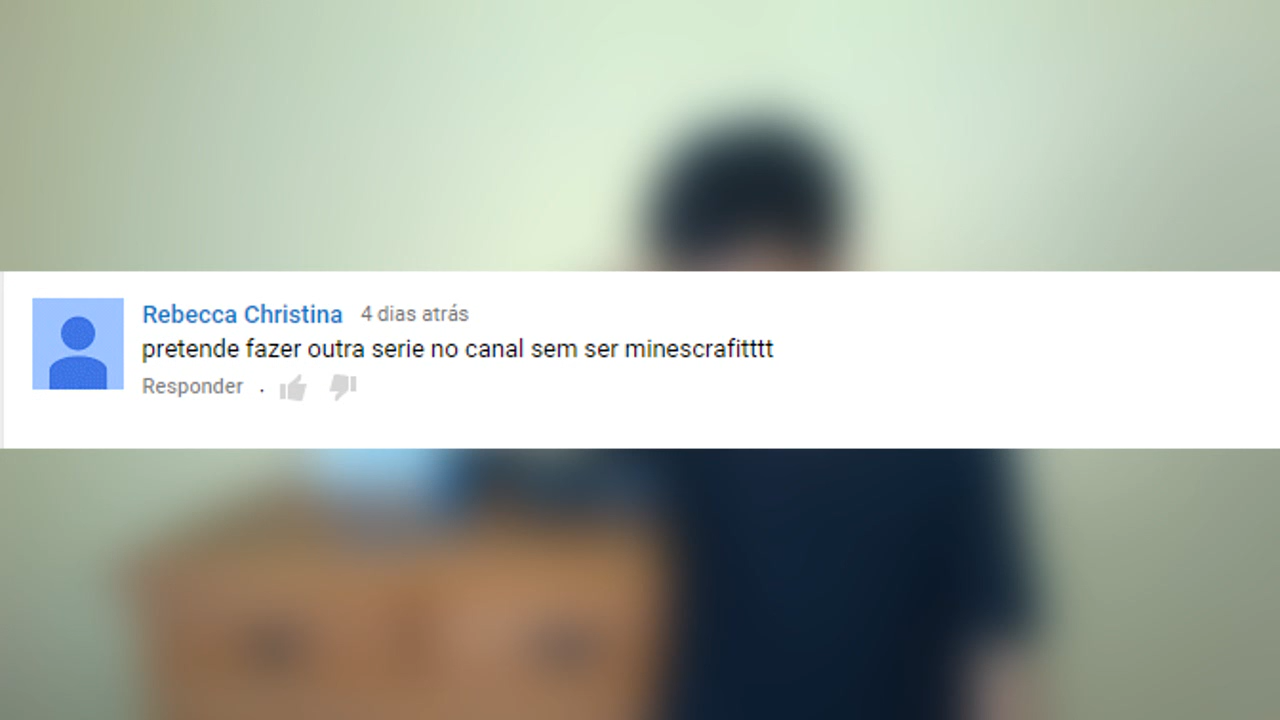 Rebecca Christina 4 dias atrás
pretende fazer outra serie no canal sem ser minescrafitttt
Responder .